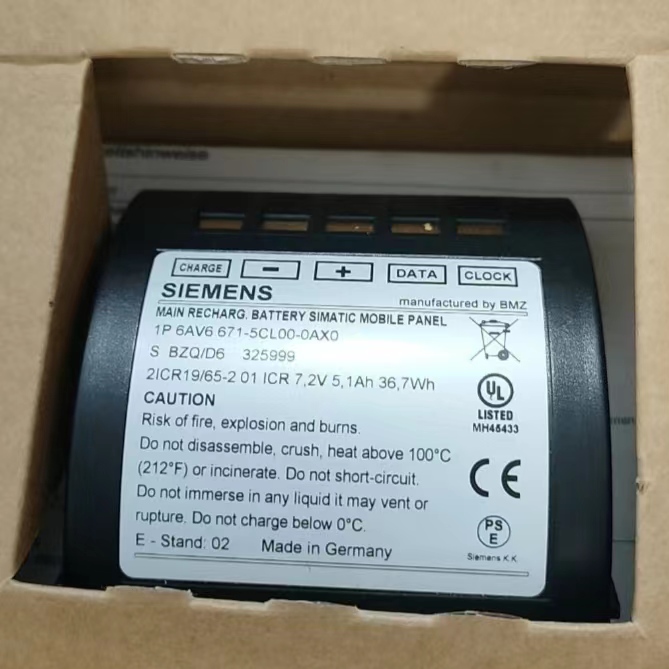 CHARGE - + DATA CLOCK
SIEMENS
manufactured by BMZ
MAIN RECHARG. BATTERY SIMATIC MOBILE PANEL
1P 6AV6 671-5CL00-0AX0
S BZQ/D6 325999
2ICR19/65-2 01 ICR 7,2V 5,1Ah 36,7Wh
CAUTION
Risk of fire, explosion and burns.
Do not disassemble, crush, heat above 100°C
(212°F) or incinerate. Do not short-circuit.
Do not immerse in any liquid it may vent or
rupture. Do not charge below 0°C.
E - Stand: 02 Made in Germany
UL
LISTED
MH45433
CE
PS
E
Siemens K.K.